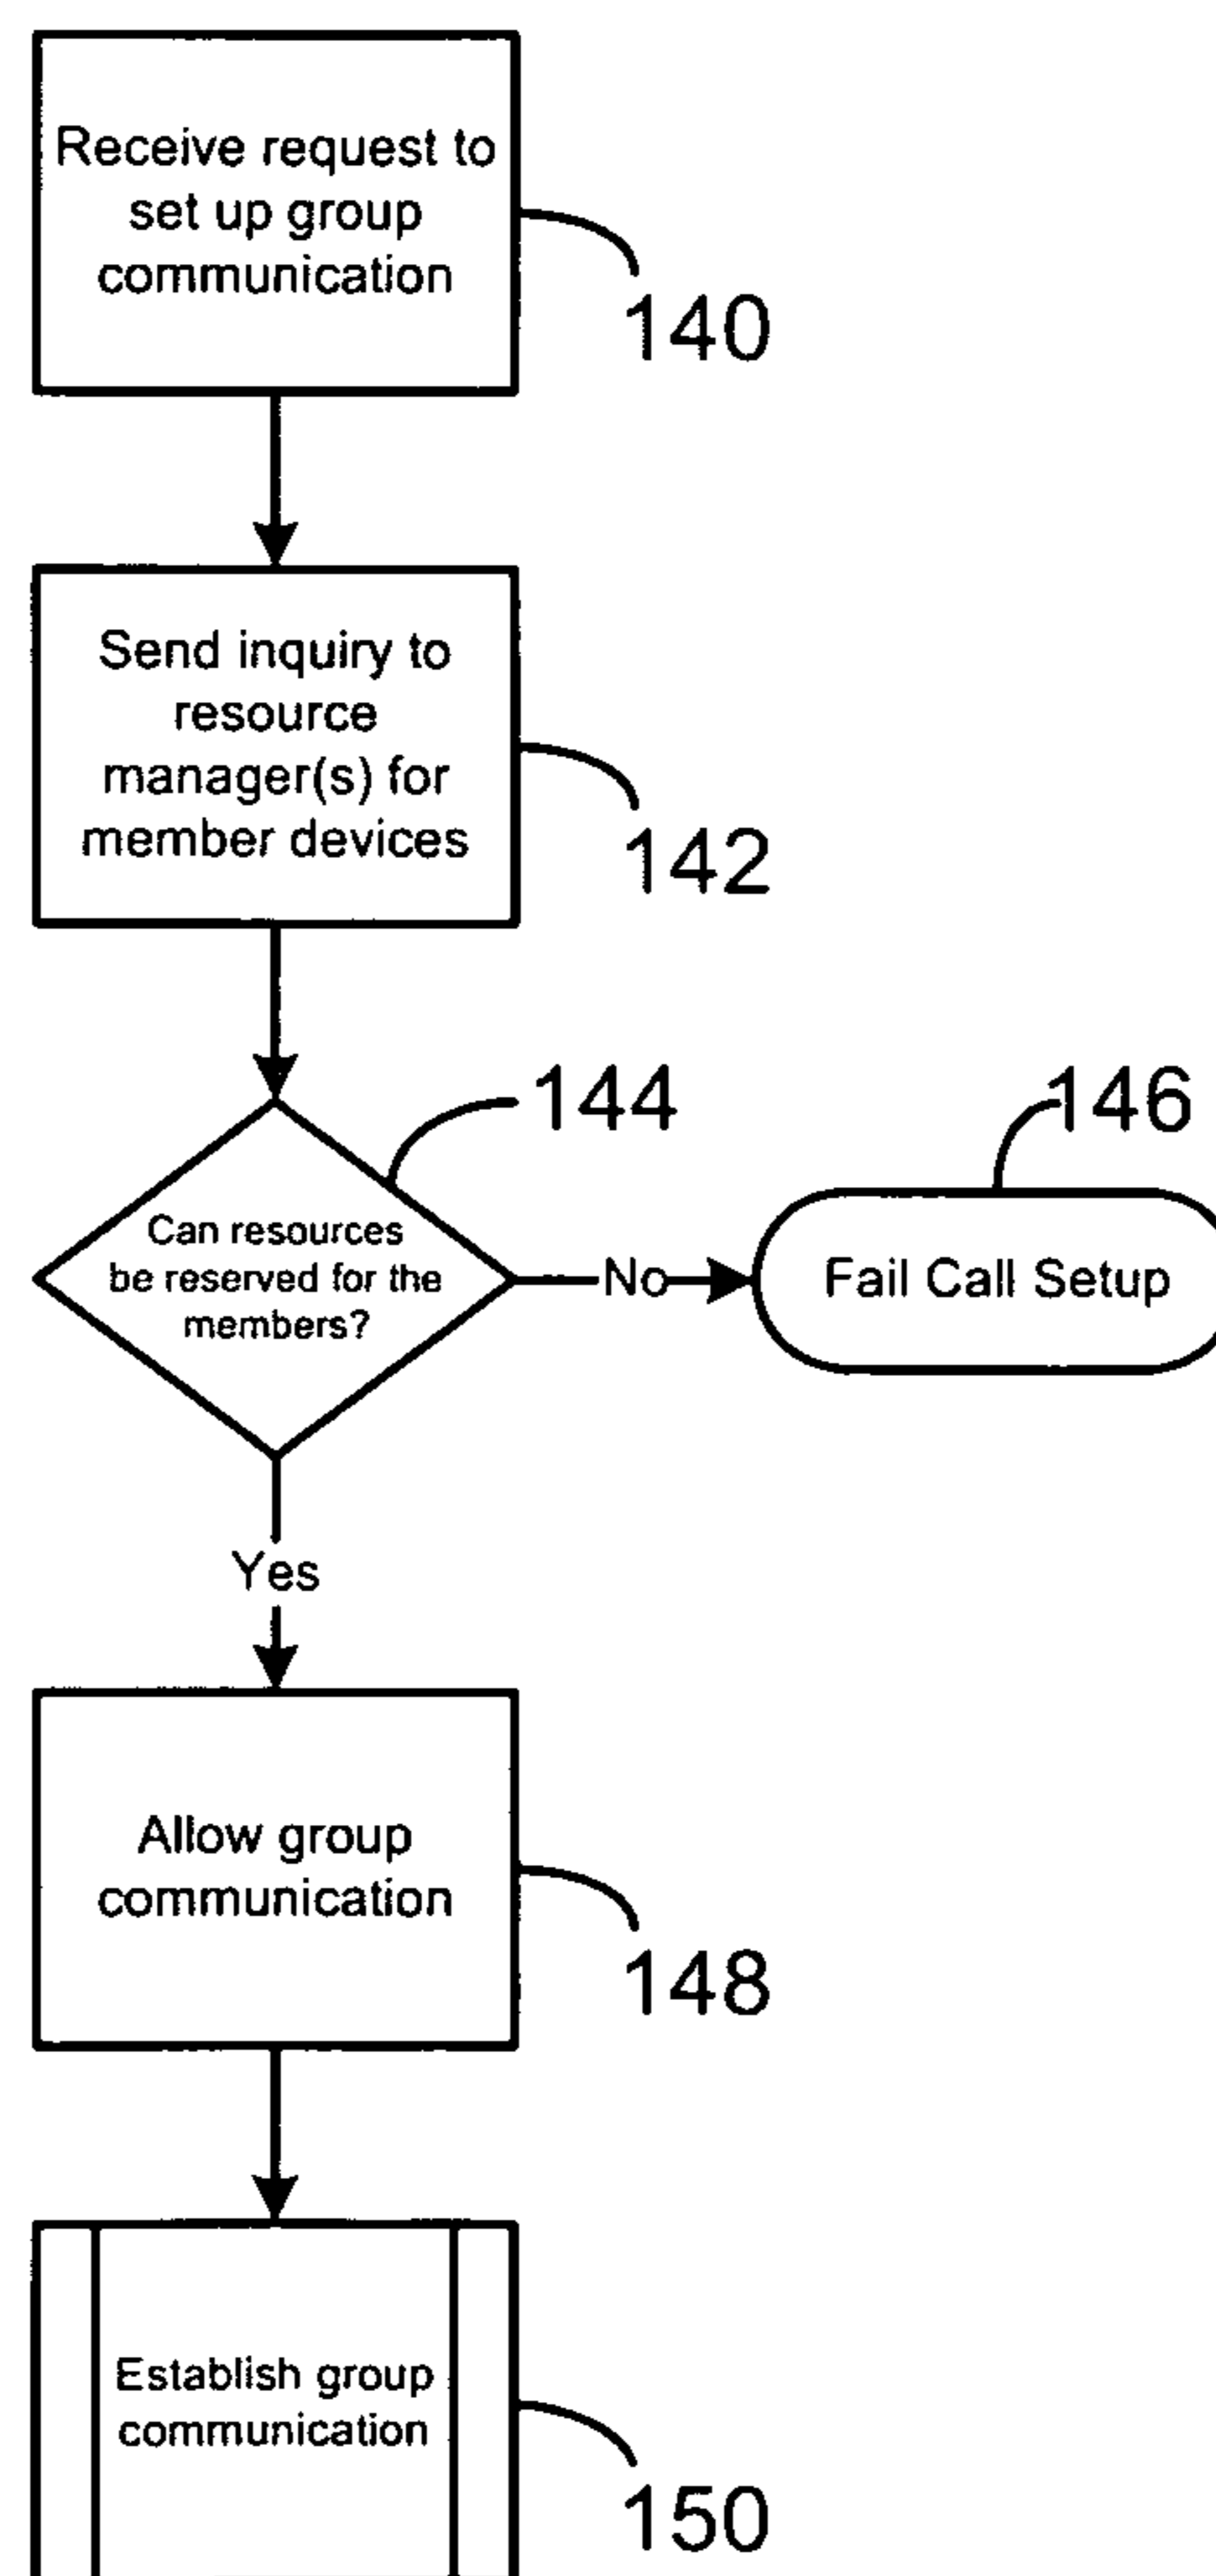 Receive request to
set up group
communication
140
Send inquiry to
resource
manager(s) for
member devices
142
144
146
Can resources
be reserved for the
members?
No
Fail Call Setup
Yes
Allow group
communication
148
Establish group
communication
150